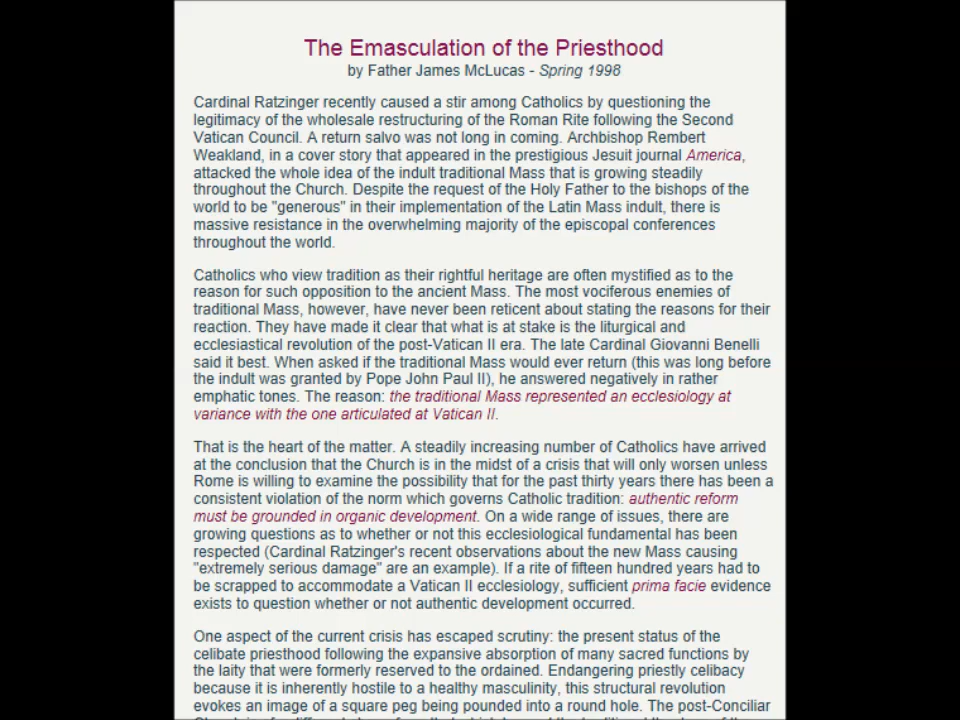 The Emasculation of the Priesthood
by Father James McLucas - Spring 1998
Cardinal Ratzinger recently caused a stir among Catholics by questioning the
legitimacy of the wholesale restructuring of the Roman Rite following the Second
Vatican Council. A return salvo was not long in coming. Archbishop Rembert
Weakland, in a cover story that appeared in the prestigious Jesuit journal America,
attacked the whole idea of the indult traditional Mass that is growing steadily
throughout the Church. Despite the request of the Holy Father to the bishops of the
world to be "generous" in their implementation of the Latin Mass indult, there is
massive resistance in the overwhelming majority of the episcopal conferences
throughout the world.
Catholics who view tradition as their rightful heritage are often mystified as to the
reason for such opposition to the ancient Mass. The most vociferous enemies of
traditional Mass, however, have never been reticent about stating the reasons for their
reaction. They have made it clear that what is at stake is the liturgical and
ecclesiastical revolution of the post-Vatican II era. The late Cardinal Giovanni Benelli
said it best. When asked if the traditional Mass would ever return (this was long before
the indult was granted by Pope John Paul II), he answered negatively in rather
emphatic tones. The reason: the traditional Mass represented an ecclesiology at
variance with the one articulated at Vatican II.
That is the heart of the matter. A steadily increasing number of Catholics have arrived
at the conclusion that the Church is in the midst of a crisis that will only worsen unless
Rome is willing to examine the possibility that for the past thirty years there has been a
consistent violation of the norm which governs Catholic tradition: authentic reform
must be grounded in organic development. On a wide range of issues, there are
growing questions as to whether or not this ecclesiological fundamental has been
respected (Cardinal Ratzinger's recent observations about the new Mass causing
"extremely serious damage" are an example). If a rite of fifteen hundred years had to
be scrapped to accommodate a Vatican II ecclesiology, sufficient prima facie evidence
exists to question whether or not authentic development occurred.
One aspect of the current crisis has escaped scrutiny: the present status of the
celibate priesthood following the expansive absorption of many sacred functions by
the laity that were formerly reserved to the ordained. Endangering priestly celibacy
because it is inherently hostile to a healthy masculinity, this structural revolution
evokes an image of a square peg being pounded into a round hole. The post-Conciliar